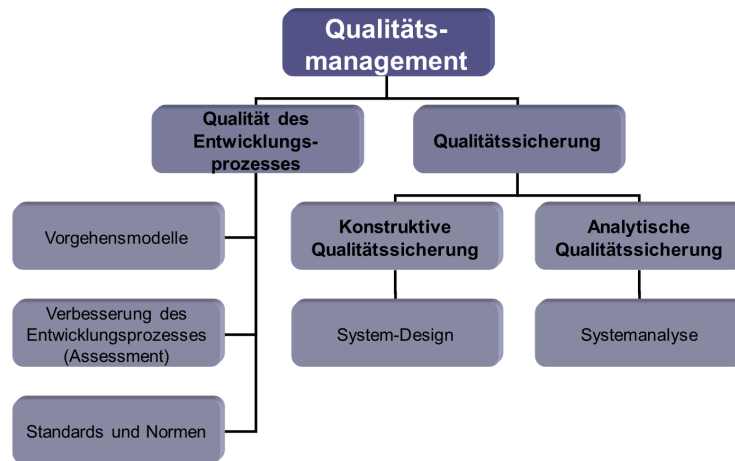 Qualitäts-
management
Qualität des
Entwicklungs-
prozesses
Qualitätssicherung
Vorgehensmodelle
Konstruktive
Qualitätssicherung
Analytische
Qualitätssicherung
Verbesserung des
Entwicklungsprozesses
(Assessment)
System-Design
Systemanalyse
Standards und Normen